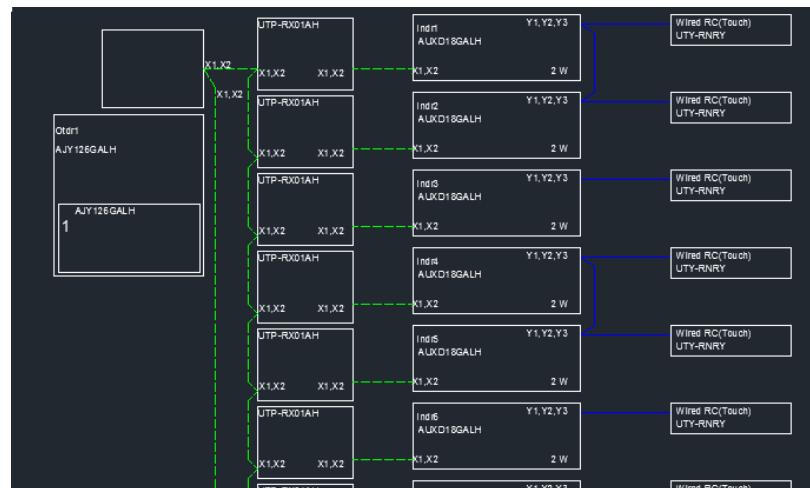 UTP-RX01AH
Indr1
Y1,Y2,Y3
Wired RC(Touch)
AUXD18GALH
UTY-RNRY
X1,X2
X1,X2
X1,X2
X1,X2
2 W
X1,X2
UTP-RX01AH
Indr2
Y1,Y2,Y3
Wired RC(Touch)
AUXD18GALH
UTY-RNRY
Otdr1
AJY126GALH
X1,X2
X1,X2
X1,X2
2 W
UTP-RX01AH
Indr3
Y1,Y2,Y3
Wired RC(Touch)
AUXD18GALH
UTY-RNRY
AJY126GALH
1
X1,X2
X1,X2
X1,X2
2 W
UTP-RX01AH
Indr4
Y1,Y2,Y3
Wired RC(Touch)
AUXD18GALH
UTY-RNRY
X1,X2
X1,X2
X1,X2
2 W
UTP-RX01AH
Indr5
Y1,Y2,Y3
Wired RC(Touch)
AUXD18GALH
UTY-RNRY
X1,X2
X1,X2
X1,X2
2 W
UTP-RX01AH
Indr6
Y1,Y2,Y3
Wired RC(Touch)
AUXD18GALH
UTY-RNRY
X1,X2
X1,X2
X1,X2
2 W
UTP-RX01AH
Y1,Y2,Y3
Wired RC(Touch)